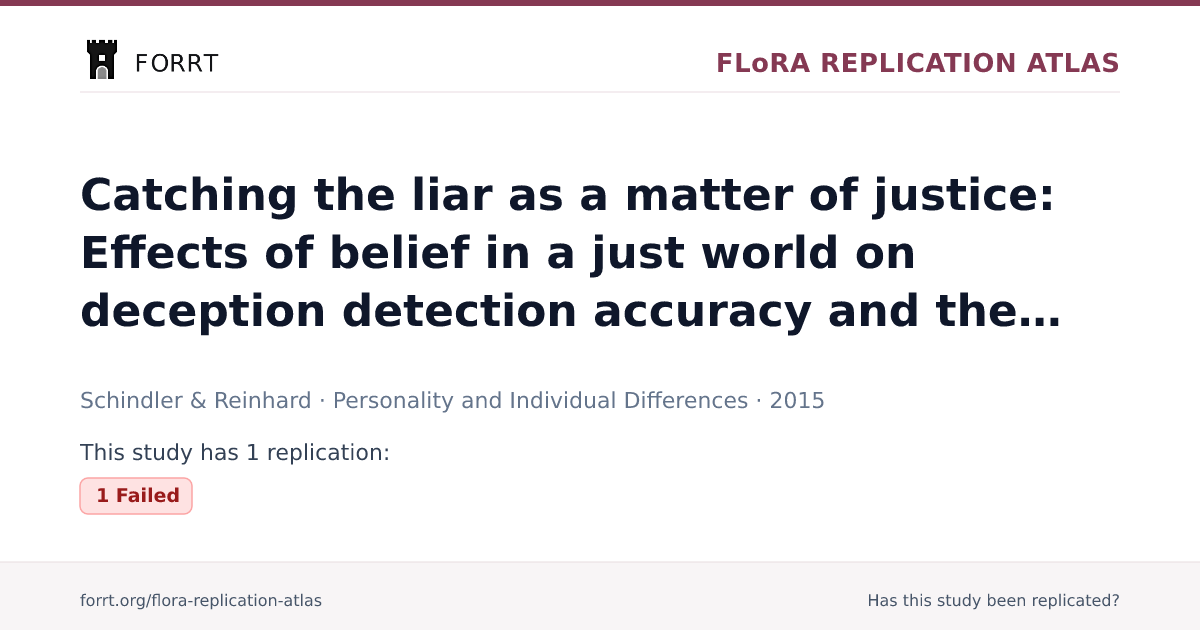 FORRT
FLoRA REPLICATION ATLAS
Catching the liar as a matter of justice:
Effects of belief in a just world on
deception detection accuracy and the…
Schindler & Reinhard · Personality and Individual Differences · 2015
This study has 1 replication:
1 Failed
forrt.org/flora-replication-atlas
Has this study been replicated?